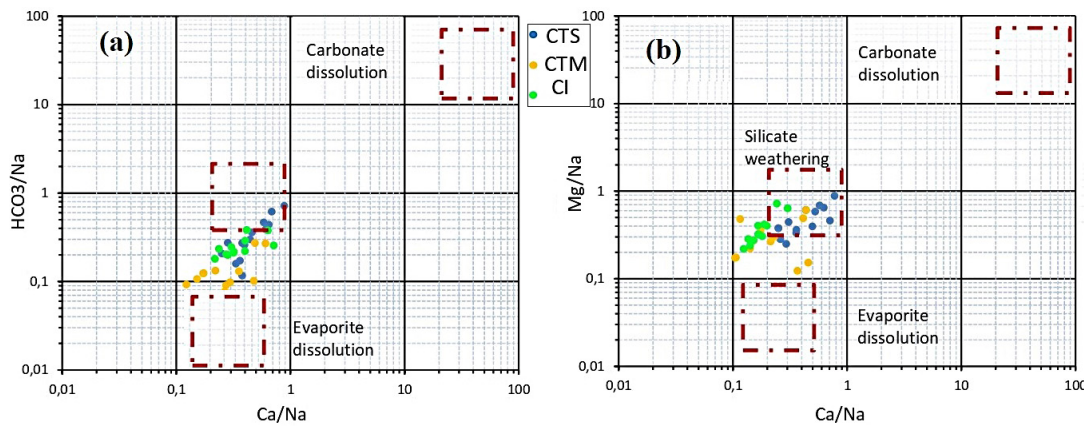 (a)
100
10
1
0,1
0,01
HCO3/Na
Carbonate
dissolution
Evaporite
dissolution
0,01
0,1
1
10
100
Ca/Na
CTS
CTM
CI
(b)
100
10
1
0,1
0,01
Mg/Na
Carbonate
dissolution
Silicate
weathering
Evaporite
dissolution
0,01
0,1
1
10
100
Ca/Na